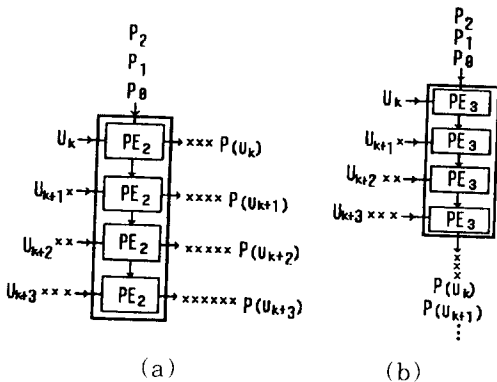 P₂
P₁
P₀
Uₖ PE₂ ××× P(Uₖ)
Uₖ₊₁ × PE₂ ×××× P(Uₖ₊₁)
Uₖ₊₂ ×× PE₂ ××××× P(Uₖ₊₂)
Uₖ₊₃ ××× PE₂ ×××××× P(Uₖ₊₃)
(a)
P₂
P₁
P₀
Uₖ PE₃
Uₖ₊₁ × PE₃
Uₖ₊₂ ×× PE₃
Uₖ₊₃ ××× PE₃
×
×
×
P(Uₖ)
P(Uₖ₊₁)
⋮
(b)